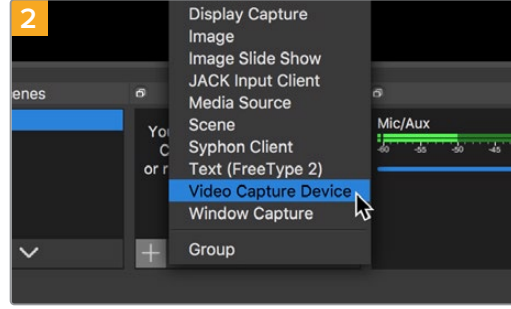 2
Display Capture
Image
Image Slide Show
JACK Input Client
Media Source
Scene
Syphon Client
Text (FreeType 2)
Video Capture Device
Window Capture
Group
enes
You
C
or r
Mic/Aux
-60 -55 -50 -45